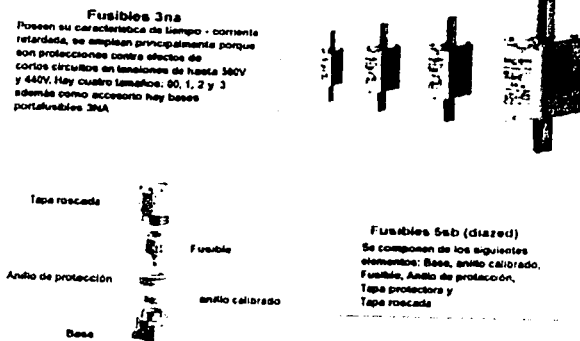 Fusibles 3na
Poseen su característica de tiempo - corriente
retardada, se emplean principalmente porque
son protecciones contra efectos de
cortos circuitos en tensiones de hasta 380V
y 440V. Hay cuatro tamaños: 00, 1, 2 y 3
además como accesorio hay bases
portafusibles 3NA
Tapa roscada
Fusible
Anillo de protección
anillo calibrado
Base
Fusibles 5sb (diazed)
Se componen de los siguientes
elementos: Base, anillo calibrado,
Fusible, Anillo de protección,
Tapa protectora y
Tapa roscada